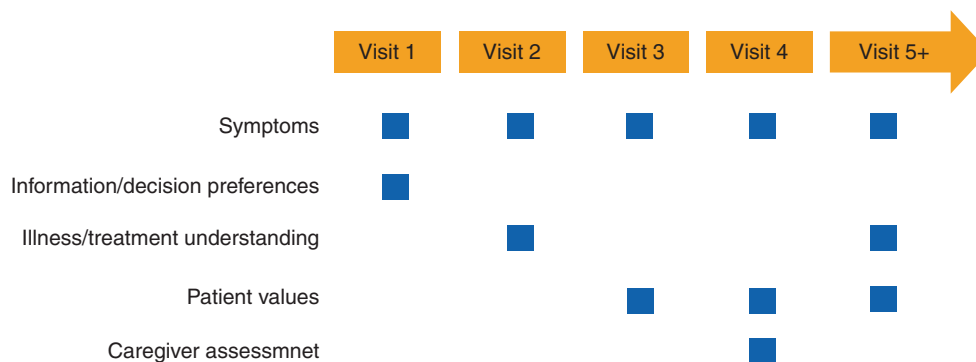 Visit 1 Visit 2 Visit 3 Visit 4 Visit 5+
Symptoms
Information/decision preferences
Illness/treatment understanding
Patient values
Caregiver assessmnet